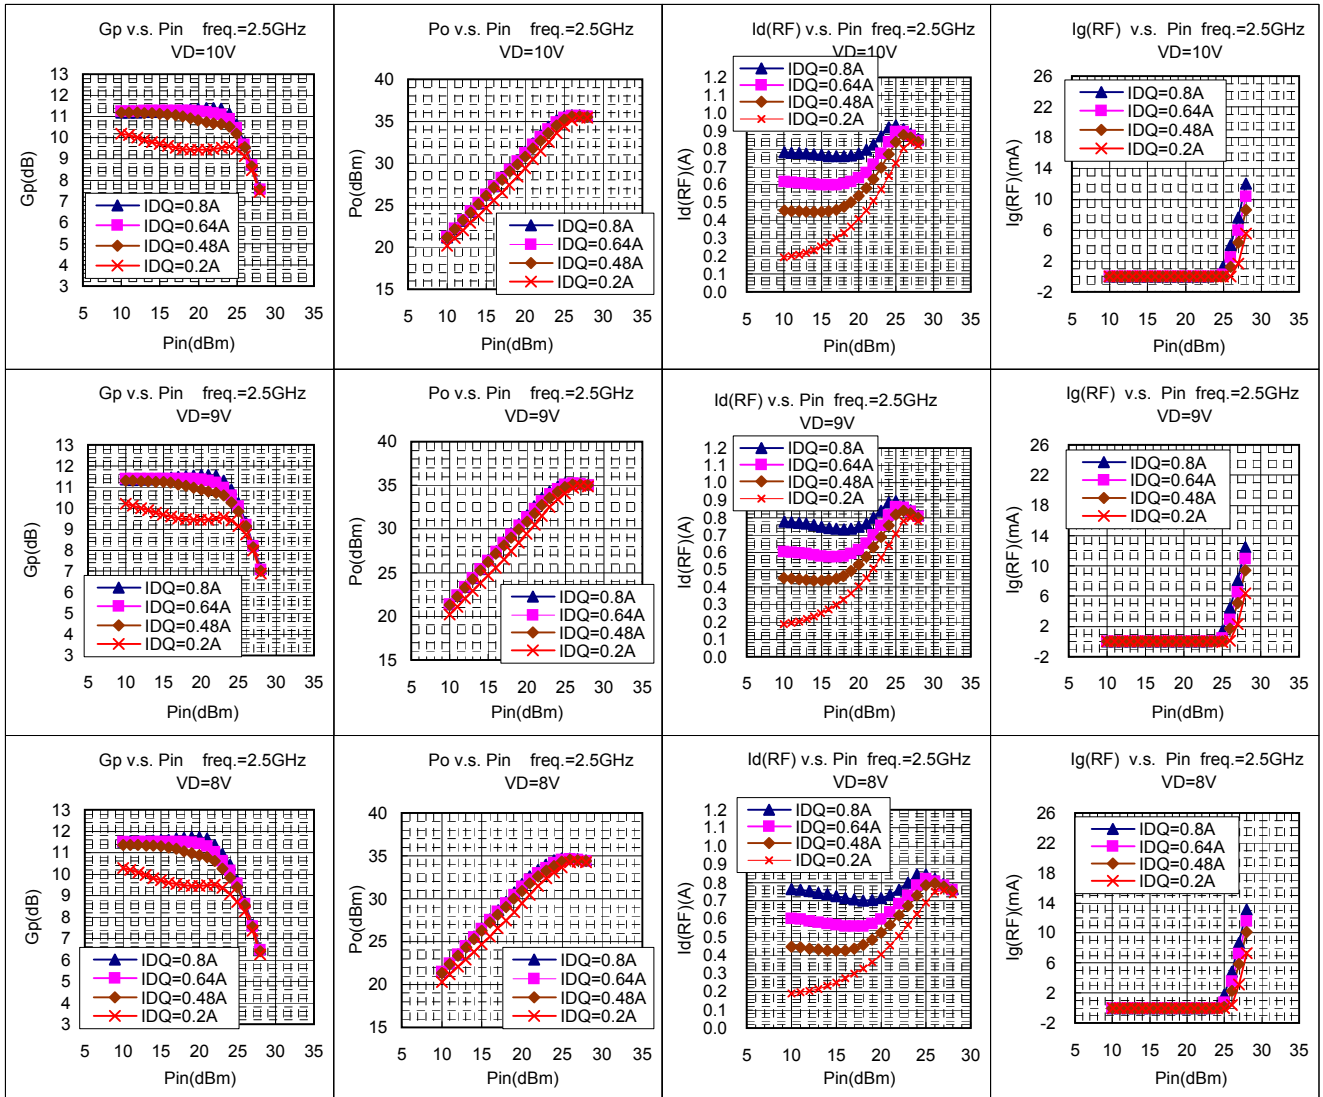 Gp v.s. Pin freq.=2.5GHz
VD=10V
Gp(dB)
13
12
11
10
9
8
7
6
5
4
3
IDQ=0.8A
IDQ=0.64A
IDQ=0.48A
IDQ=0.2A
5 10 15 20 25 30 35
Pin(dBm)
Po v.s. Pin freq.=2.5GHz
VD=10V
Po(dBm)
40
35
30
25
20
15
IDQ=0.8A
IDQ=0.64A
IDQ=0.48A
IDQ=0.2A
5 10 15 20 25 30 35
Pin(dBm)
Id(RF) v.s. Pin freq.=2.5GHz
VD=10V
Id(RF)(A)
1.2
1.1
1.0
0.9
0.8
0.7
0.6
0.5
0.4
0.3
0.2
0.1
0.0
IDQ=0.8A
IDQ=0.64A
IDQ=0.48A
IDQ=0.2A
5 10 15 20 25 30 35
Pin(dBm)
Ig(RF) v.s. Pin freq.=2.5GHz
VD=10V
Ig(RF)(mA)
26
22
18
14
10
6
2
-2
IDQ=0.8A
IDQ=0.64A
IDQ=0.48A
IDQ=0.2A
5 10 15 20 25 30 35
Pin(dBm)
Gp v.s. Pin freq.=2.5GHz
VD=9V
Gp(dB)
13
12
11
10
9
8
7
6
5
4
3
IDQ=0.8A
IDQ=0.64A
IDQ=0.48A
IDQ=0.2A
5 10 15 20 25 30 35
Pin(dBm)
Po v.s. Pin freq.=2.5GHz
VD=9V
Po(dBm)
40
35
30
25
20
15
IDQ=0.8A
IDQ=0.64A
IDQ=0.48A
IDQ=0.2A
5 10 15 20 25 30 35
Pin(dBm)
Id(RF) v.s. Pin freq.=2.5GHz
VD=9V
Id(RF)(A)
1.2
1.1
1.0
0.9
0.8
0.7
0.6
0.5
0.4
0.3
0.2
0.1
0.0
IDQ=0.8A
IDQ=0.64A
IDQ=0.48A
IDQ=0.2A
5 10 15 20 25 30 35
Pin(dBm)
Ig(RF) v.s. Pin freq.=2.5GHz
VD=9V
Ig(RF)(mA)
26
22
18
14
10
6
2
-2
IDQ=0.8A
IDQ=0.64A
IDQ=0.48A
IDQ=0.2A
5 10 15 20 25 30 35
Pin(dBm)
Gp v.s. Pin freq.=2.5GHz
VD=8V
Gp(dB)
13
12
11
10
9
8
7
6
5
4
3
IDQ=0.8A
IDQ=0.64A
IDQ=0.48A
IDQ=0.2A
5 10 15 20 25 30 35
Pin(dBm)
Po v.s. Pin freq.=2.5GHz
VD=8V
Po(dBm)
40
35
30
25
20
15
IDQ=0.8A
IDQ=0.64A
IDQ=0.48A
IDQ=0.2A
5 10 15 20 25 30 35
Pin(dBm)
Id(RF) v.s. Pin freq.=2.5GHz
VD=8V
Id(RF)(A)
1.2
1.1
1.0
0.9
0.8
0.7
0.6
0.5
0.4
0.3
0.2
0.1
0.0
IDQ=0.8A
IDQ=0.64A
IDQ=0.48A
IDQ=0.2A
5 10 15 20 25 30 35
Pin(dBm)
Ig(RF) v.s. Pin freq.=2.5GHz
VD=8V
Ig(RF)(mA)
26
22
18
14
10
6
2
-2
IDQ=0.8A
IDQ=0.64A
IDQ=0.48A
IDQ=0.2A
5 10 15 20 25 30 35
Pin(dBm)